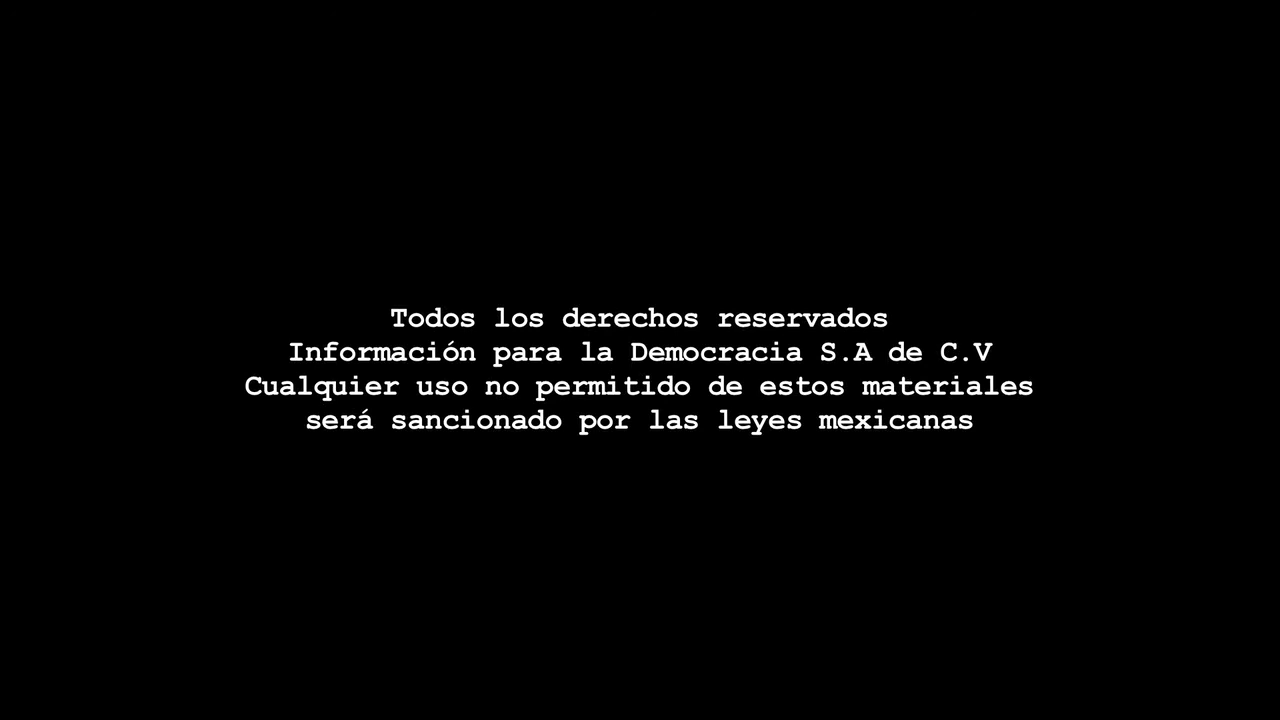 Todos los derechos reservados
Información para la Democracia S.A de C.V
Cualquier uso no permitido de estos materiales
será sancionado por las leyes mexicanas